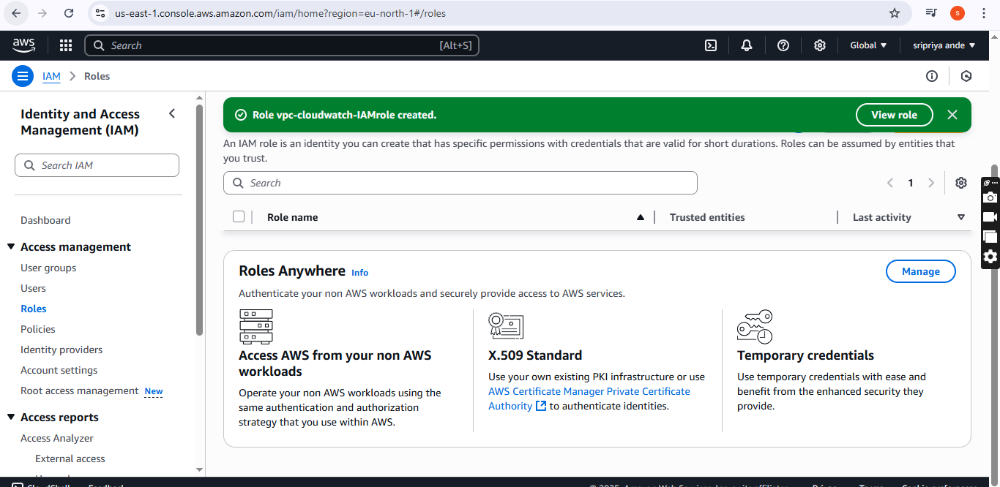 us-east-1.console.aws.amazon.com/iam/home?region=eu-north-1#/roles
s
aws
Search [Alt+S]
Global
sripriya ande
IAM > Roles
Identity and Access
Management (IAM)
Search IAM
Dashboard
Access management
User groups
Users
Roles
Policies
Identity providers
Account settings
Root access management New
Access reports
Access Analyzer
External access
Role vpc-cloudwatch-IAMrole created.
View role
An IAM role is an identity you can create that has specific permissions with credentials that are valid for short durations. Roles can be assumed by entities that
you trust.
Search
1
Role name
Trusted entities
Last activity
Roles Anywhere Info
Manage
Authenticate your non AWS workloads and securely provide access to AWS services.
Access AWS from your non AWS
workloads
Operate your non AWS workloads using the
same authentication and authorization
strategy that you use within AWS.
X.509 Standard
Use your own existing PKI infrastructure or use
AWS Certificate Manager Private Certificate
Authority to authenticate identities.
Temporary credentials
Use temporary credentials with ease and
benefit from the enhanced security they
provide.
CloudShell Feedback